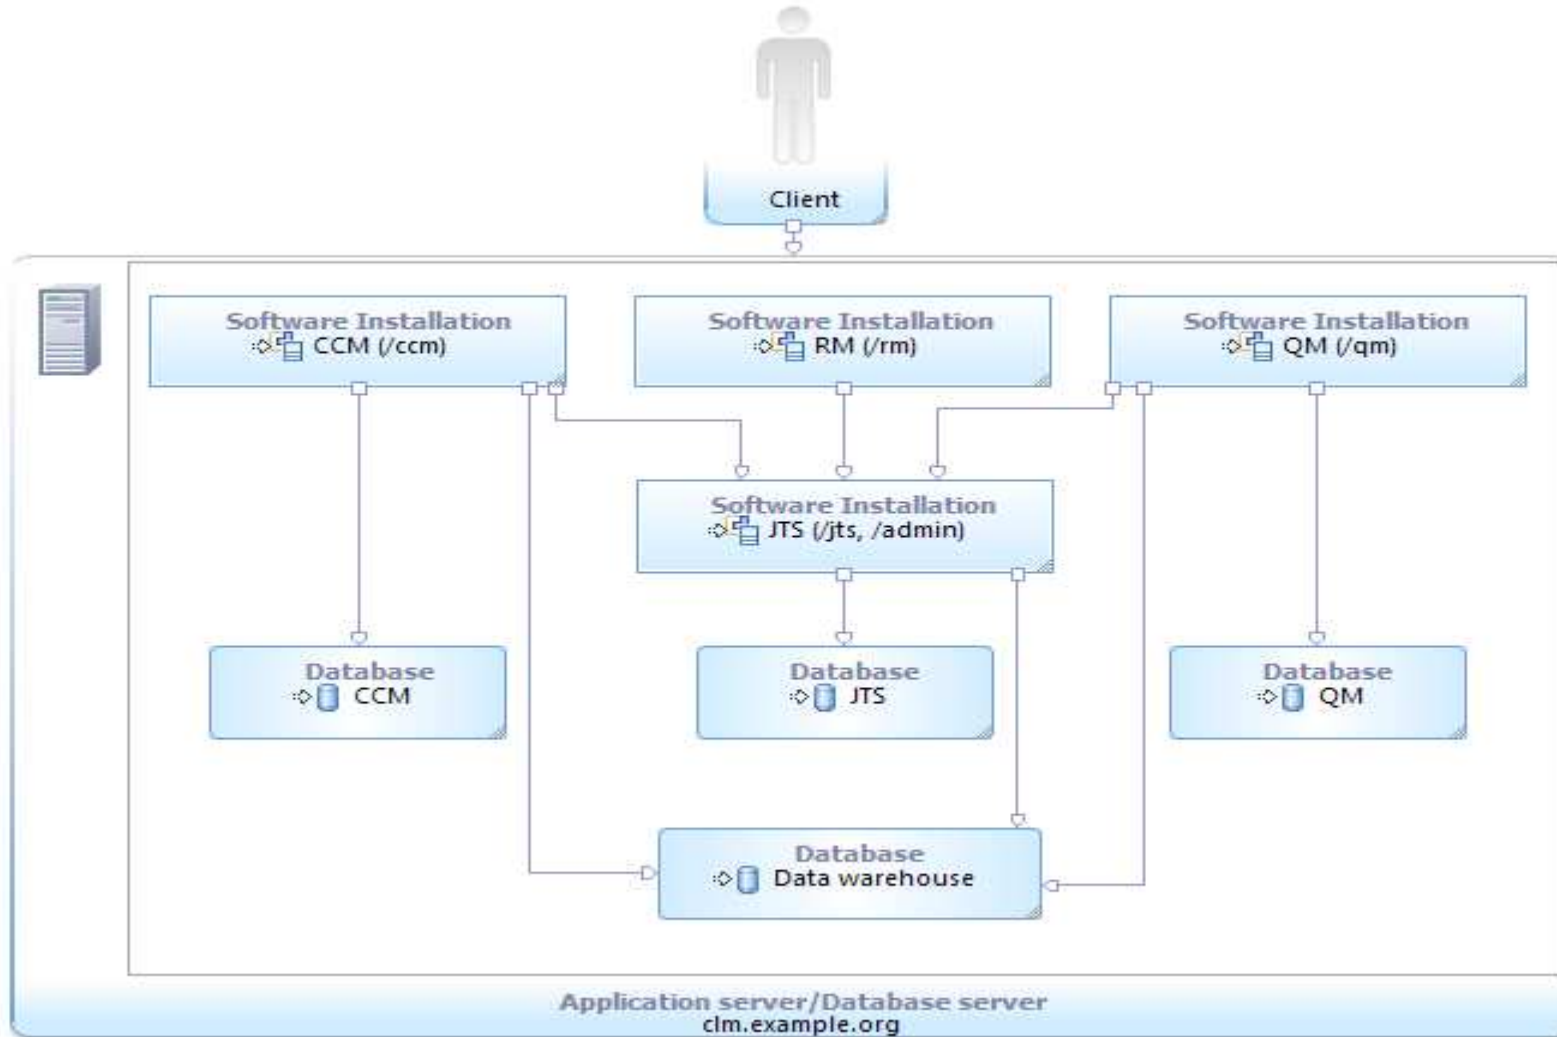 Client
Software Installation
CCM (/ccm)
Software Installation
RM (/rm)
Software Installation
QM (/qm)
Software Installation
JTS (/jts, /admin)
Database
CCM
Database
JTS
Database
QM
Database
Data warehouse
Application server/Database server
clm.example.org